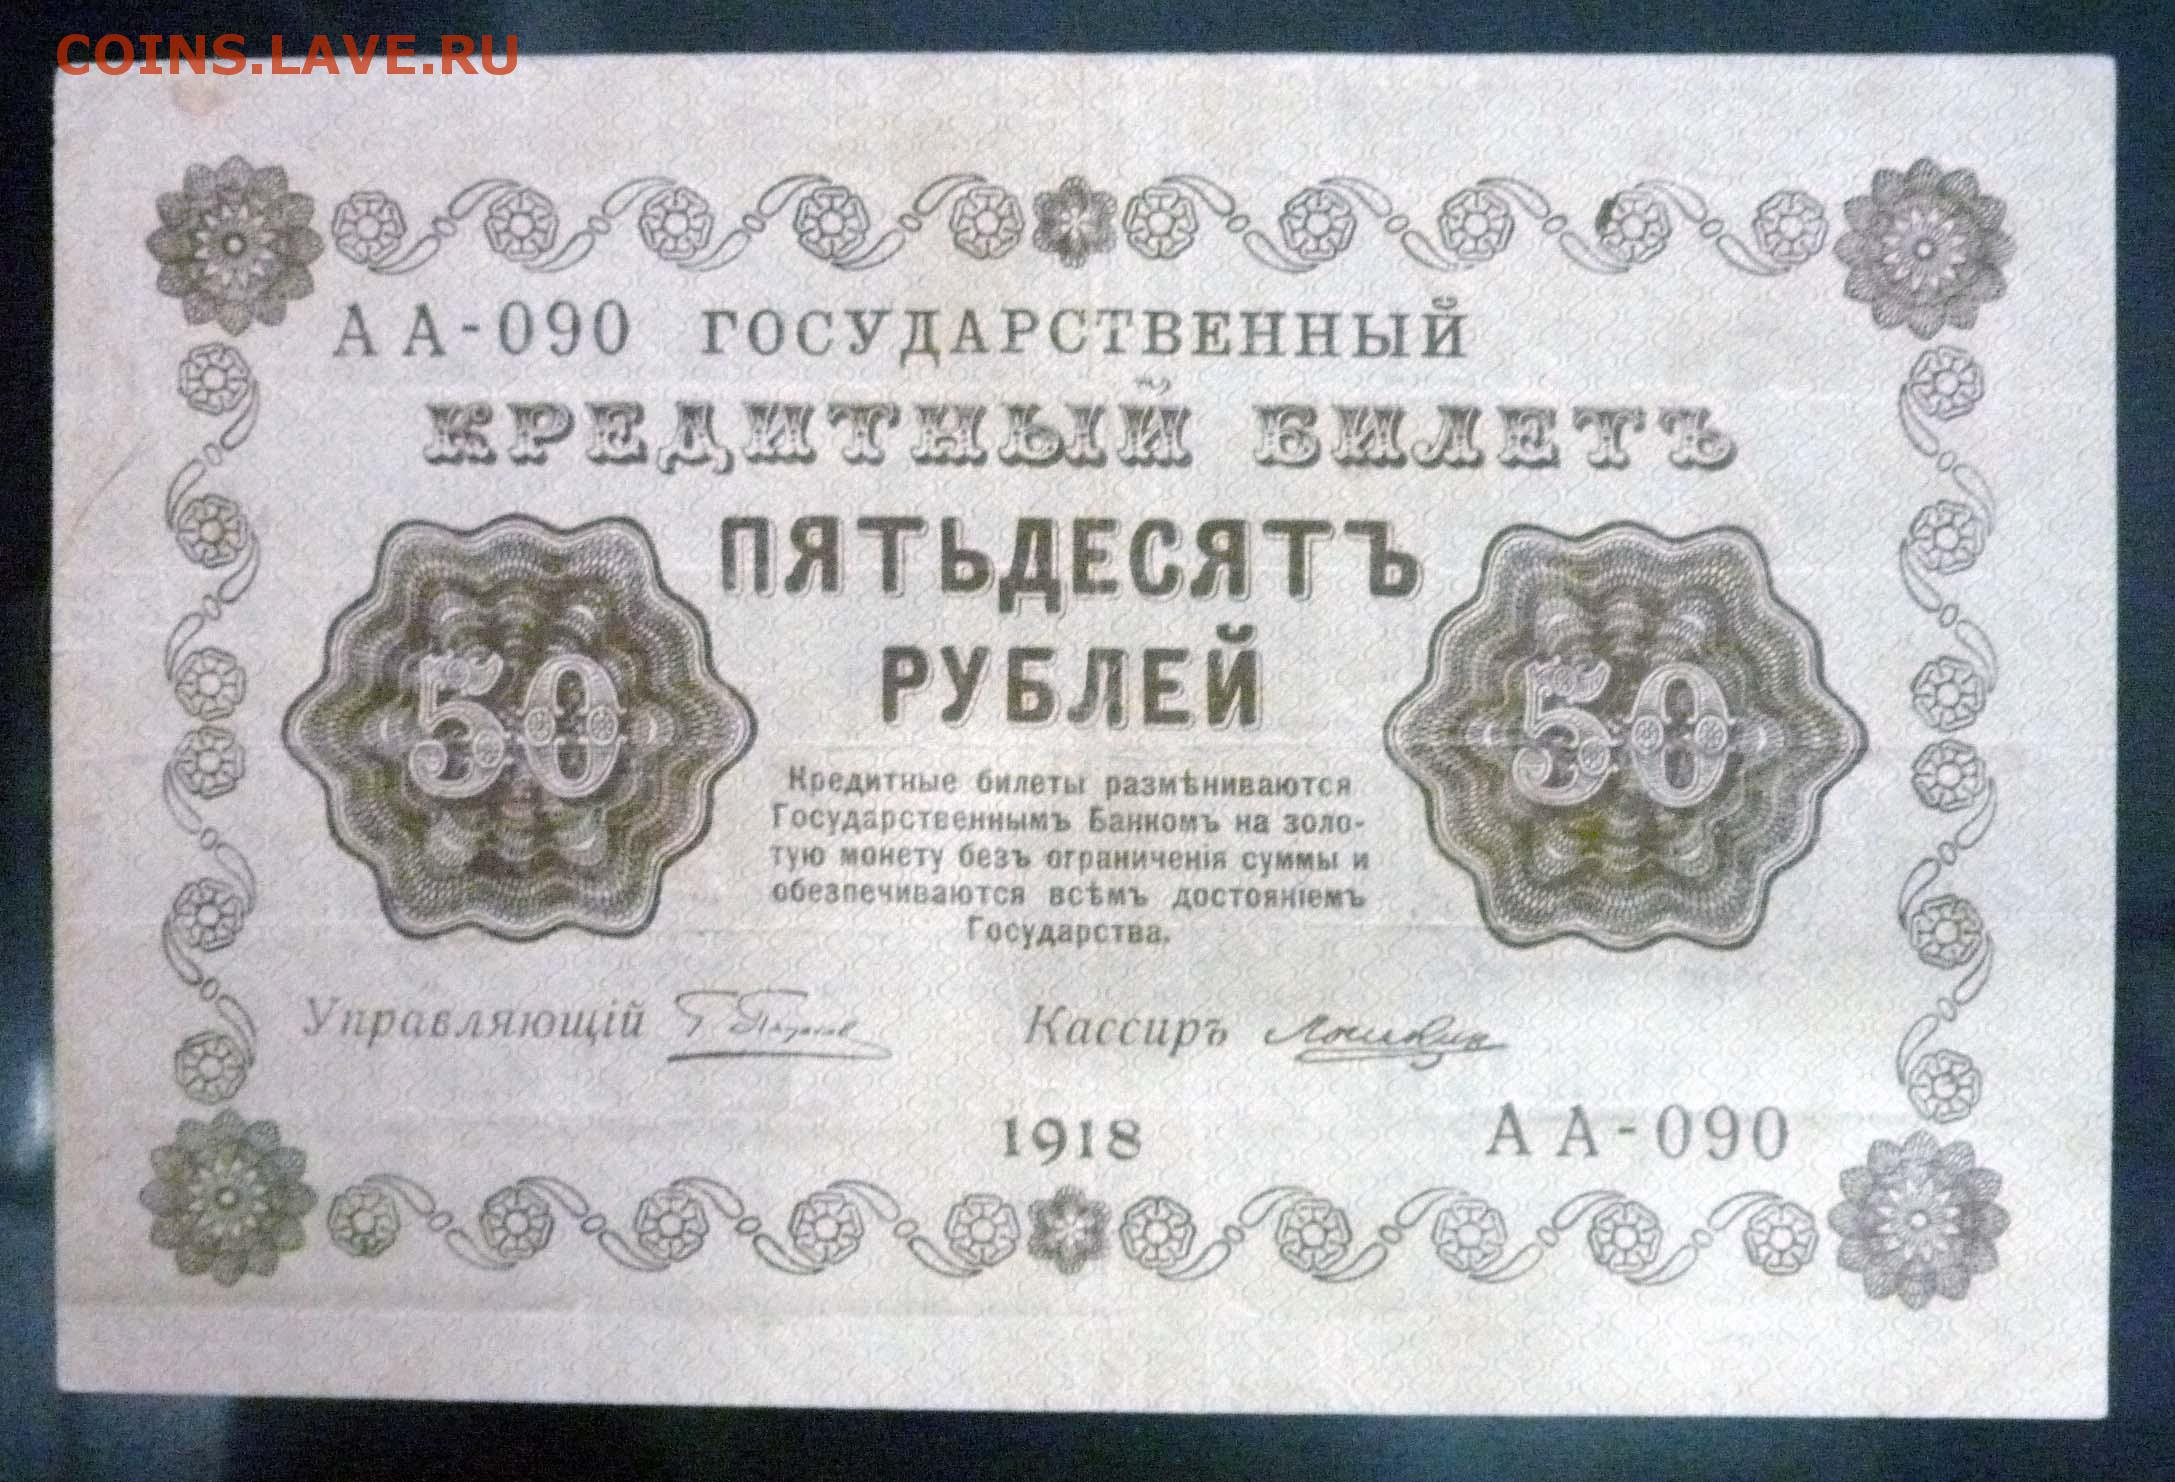 COINS.LAVE.RU
АА-090 ГОСУДАРСТВЕННЫЙ
КРЕДИТНЫЙ БИЛЕТЪ
ПЯТЬДЕСЯТЪ
РУБЛЕЙ
50
50
Кредитные билеты размѣниваются
Государственнымъ Банкомъ на золо-
тую монету безъ ограниченія суммы и
обезпечиваются всѣмъ достояніемъ
Государства.
Управляющій
Кассиръ
1918
АА-090